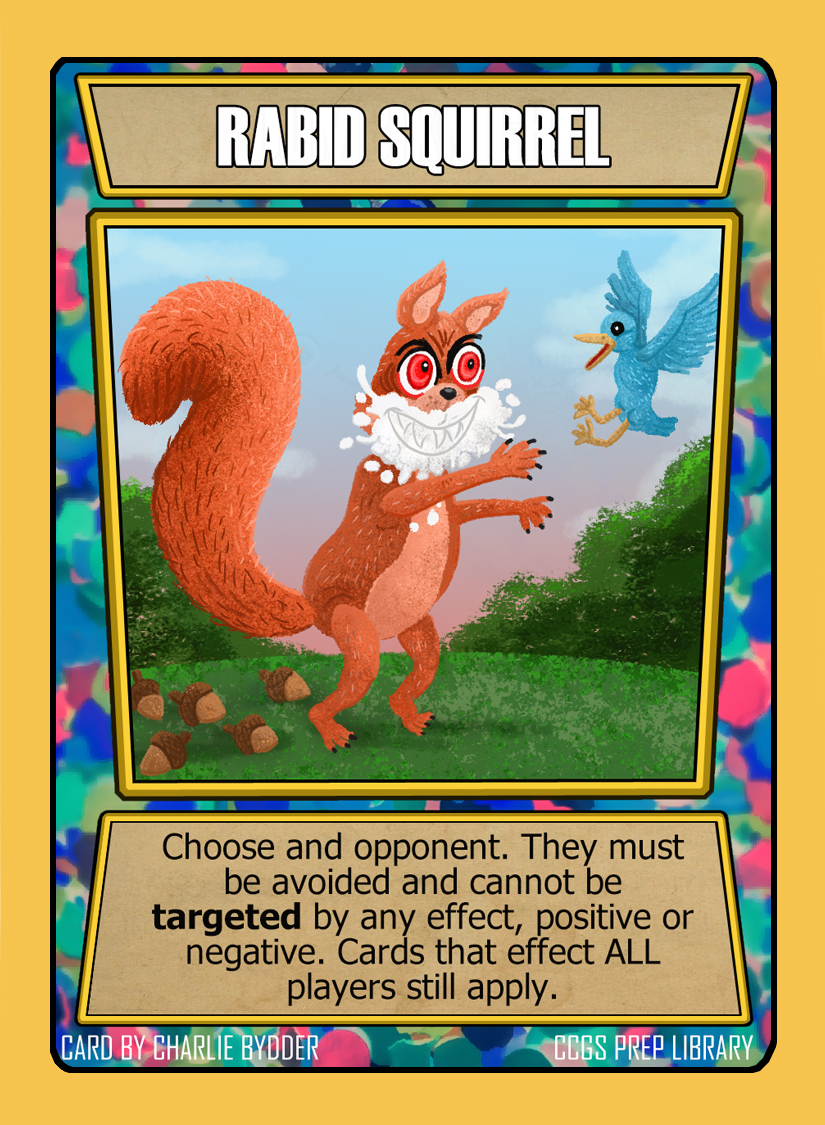 RABID SQUIRREL
Choose and opponent. They must
be avoided and cannot be
targeted by any effect, positive or
negative. Cards that effect ALL
players still apply.
CARD BY CHARLIE BYDDER
CCGS PREP LIBRARY